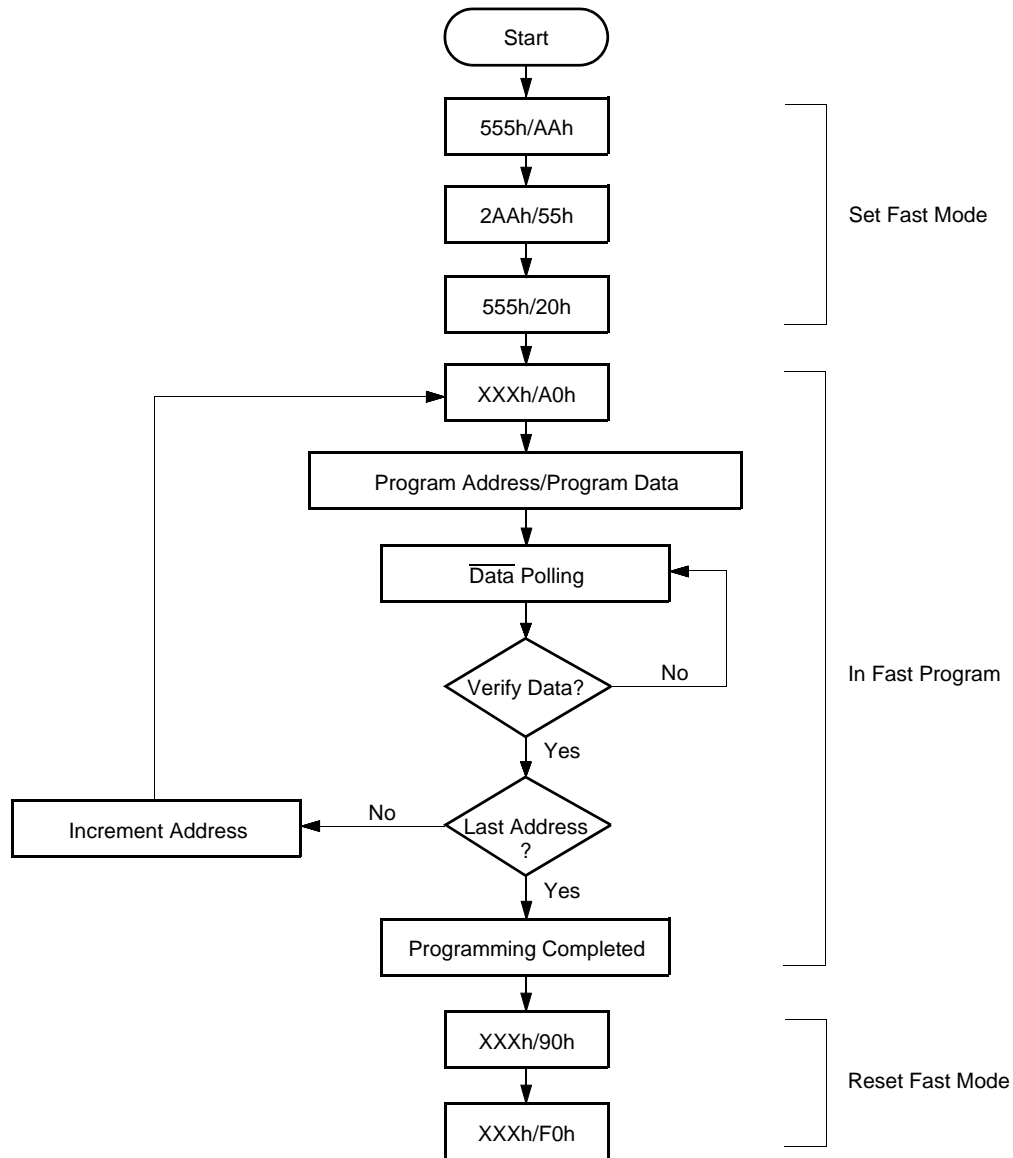 Start
555h/AAh
2AAh/55h
Set Fast Mode
555h/20h
XXXh/A0h
Program Address/Program Data
Data Polling
Verify Data?
No
In Fast Program
Yes
Increment Address
No
Last Address
?
Yes
Programming Completed
XXXh/90h
Reset Fast Mode
XXXh/F0h